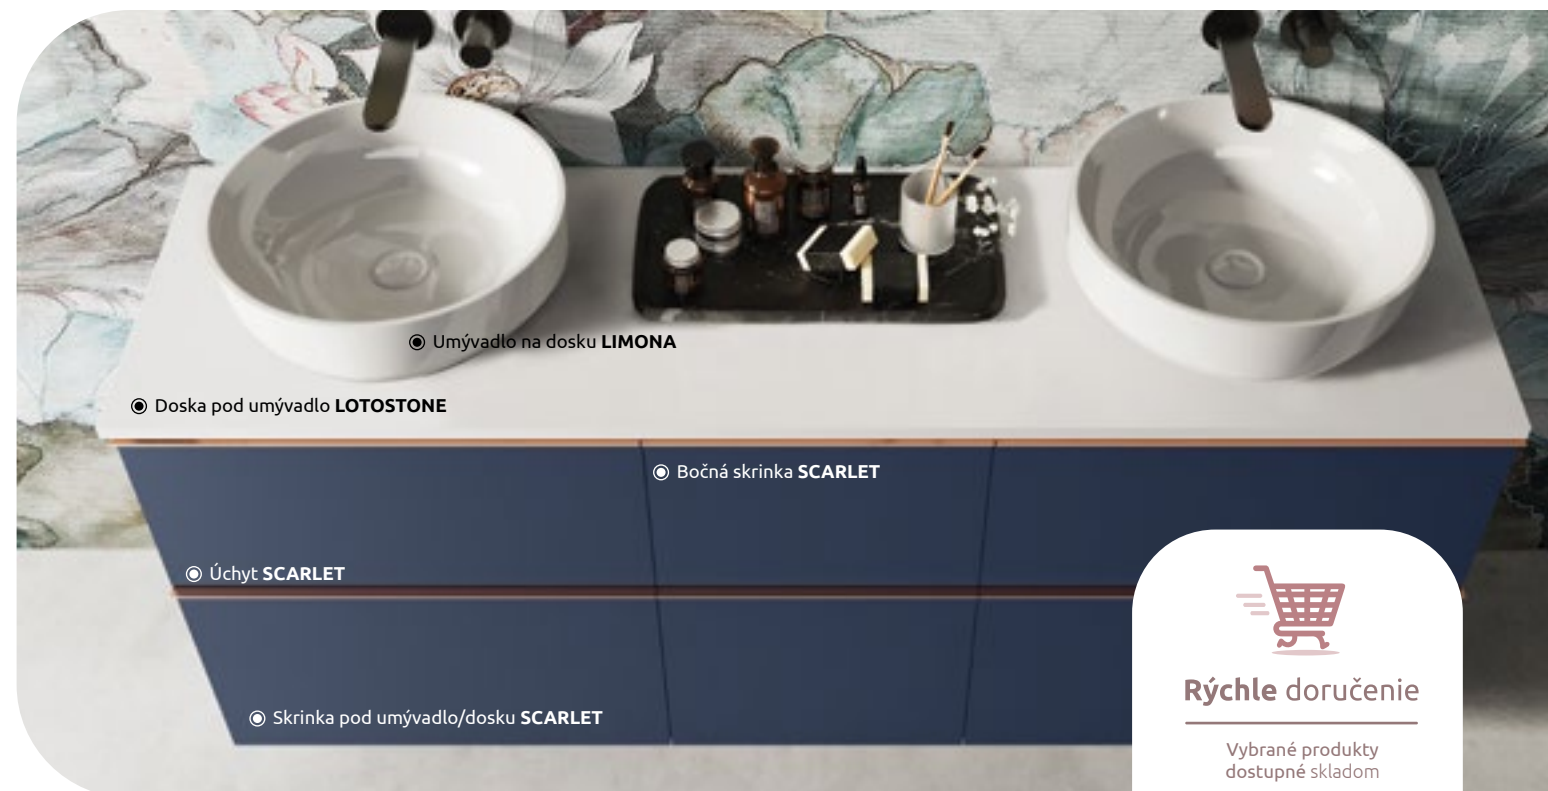 Umývadlo na dosku LIMONA
Doska pod umývadlo LOTOSTONE
Bočná skrinka SCARLET
Úchyt SCARLET
Skrinka pod umývadlo/dosku SCARLET
Rýchle doručenie
Vybrané produkty
dostupné skladom